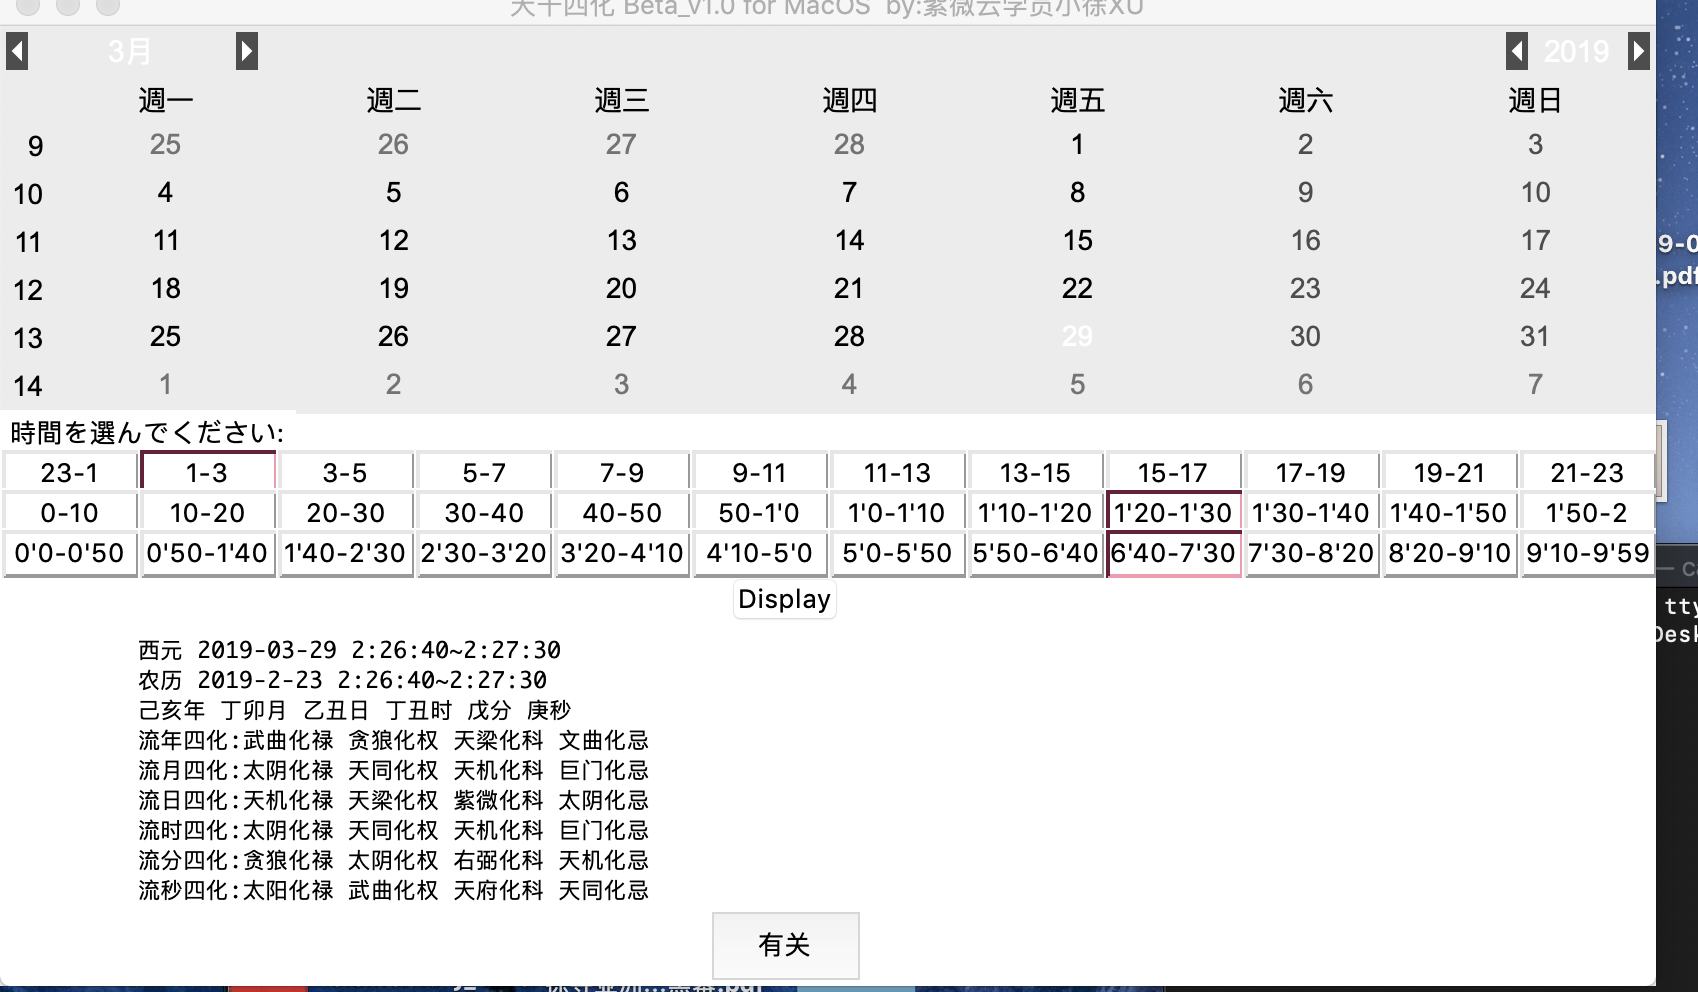 天干四化 Beta_v1.0 for MacOS by:紫微云学员小徐XU
3月 2019
週一 週二 週三 週四 週五 週六 週日
9 25 26 27 28 1 2 3
10 4 5 6 7 8 9 10
11 11 12 13 14 15 16 17
12 18 19 20 21 22 23 24
13 25 26 27 28 29 30 31
14 1 2 3 4 5 6 7
時間を選んでください:
23-1 1-3 3-5 5-7 7-9 9-11 11-13 13-15 15-17 17-19 19-21 21-23
0-10 10-20 20-30 30-40 40-50 50-1'0 1'0-1'10 1'10-1'20 1'20-1'30 1'30-1'40 1'40-1'50 1'50-2
0'0-0'50 0'50-1'40 1'40-2'30 2'30-3'20 3'20-4'10 4'10-5'0 5'0-5'50 5'50-6'40 6'40-7'30 7'30-8'20 8'20-9'10 9'10-9'59
Display
西元 2019-03-29 2:26:40~2:27:30
农历 2019-2-23 2:26:40~2:27:30
己亥年 丁卯月 乙丑日 丁丑时 戊分 庚秒
流年四化:武曲化禄 贪狼化权 天梁化科 文曲化忌
流月四化:太阴化禄 天同化权 天机化科 巨门化忌
流日四化:天机化禄 天梁化权 紫微化科 太阴化忌
流时四化:太阴化禄 天同化权 天机化科 巨门化忌
流分四化:贪狼化禄 太阴化权 右弼化科 天机化忌
流秒四化:太阳化禄 武曲化权 天府化科 天同化忌
有关
9-0
.pdf
tty
Desk